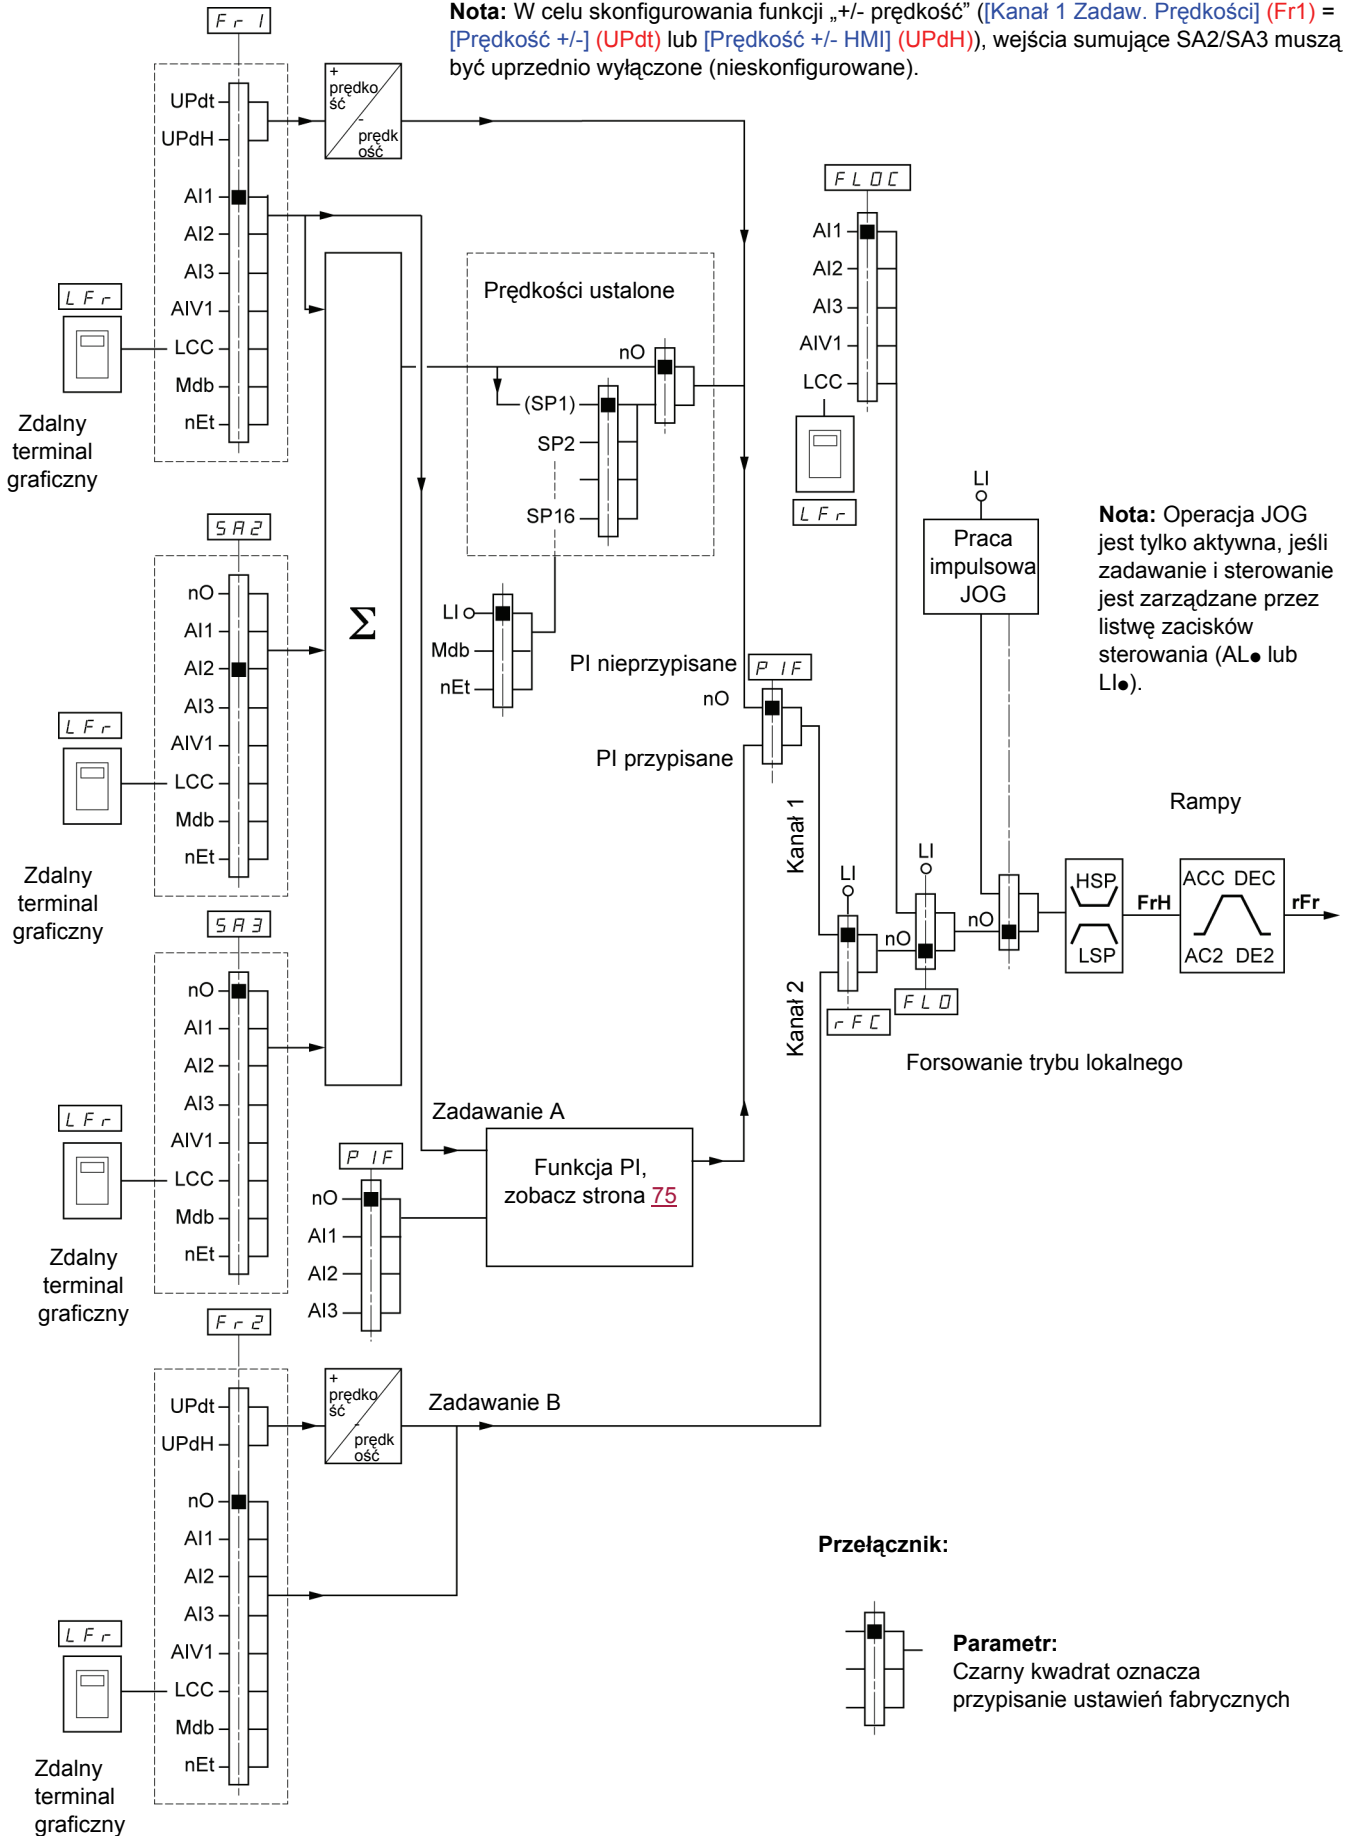 Nota: W celu skonfigurowania funkcji „+/- prędkość” ([Kanał 1 Zadaw. Prędkości] (Fr1) =
[Prędkość +/-] (UPdt) lub [Prędkość +/- HMI] (UPdH)), wejścia sumujące SA2/SA3 muszą
być uprzednio wyłączone (nieskonfigurowane).
Fr1
UPdt
UPdH
AI1
AI2
AI3
AIV1
LCC
Mdb
nEt
LFr
Zdalny
terminal
graficzny
+
prędko
ść
-
prędk
ość
SA2
nO
AI1
AI2
AI3
AIV1
LCC
Mdb
nEt
LFr
Zdalny
terminal
graficzny
SA3
nO
AI1
AI2
AI3
AIV1
LCC
Mdb
nEt
LFr
Zdalny
terminal
graficzny
Σ
Prędkości ustalone
nO
(SP1)
SP2
SP16
LI
Mdb
nEt
FLOC
AI1
AI2
AI3
AIV1
LCC
LFr
LI
Praca
impulsowa
JOG
Nota: Operacja JOG
jest tylko aktywna, jeśli
zadawanie i sterowanie
jest zarządzane przez
listwę zacisków
sterowania (AL● lub
LI●).
PI nieprzypisane
PIF
nO
PI przypisane
Kanał 1
Kanał 2
LI
nO
rFC
LI
nO
FLO
Forsowanie trybu lokalnego
Rampy
HSP
LSP
FrH
ACC DEC
AC2 DE2
rFr
Zadawanie A
PIF
nO
AI1
AI2
AI3
Funkcja PI,
zobacz strona 75
Fr2
UPdt
UPdH
nO
AI1
AI2
AI3
AIV1
LCC
Mdb
nEt
LFr
Zdalny
terminal
graficzny
+
prędko
ść
-
prędk
ość
Zadawanie B
Przełącznik:
Parametr:
Czarny kwadrat oznacza
przypisanie ustawień fabrycznych